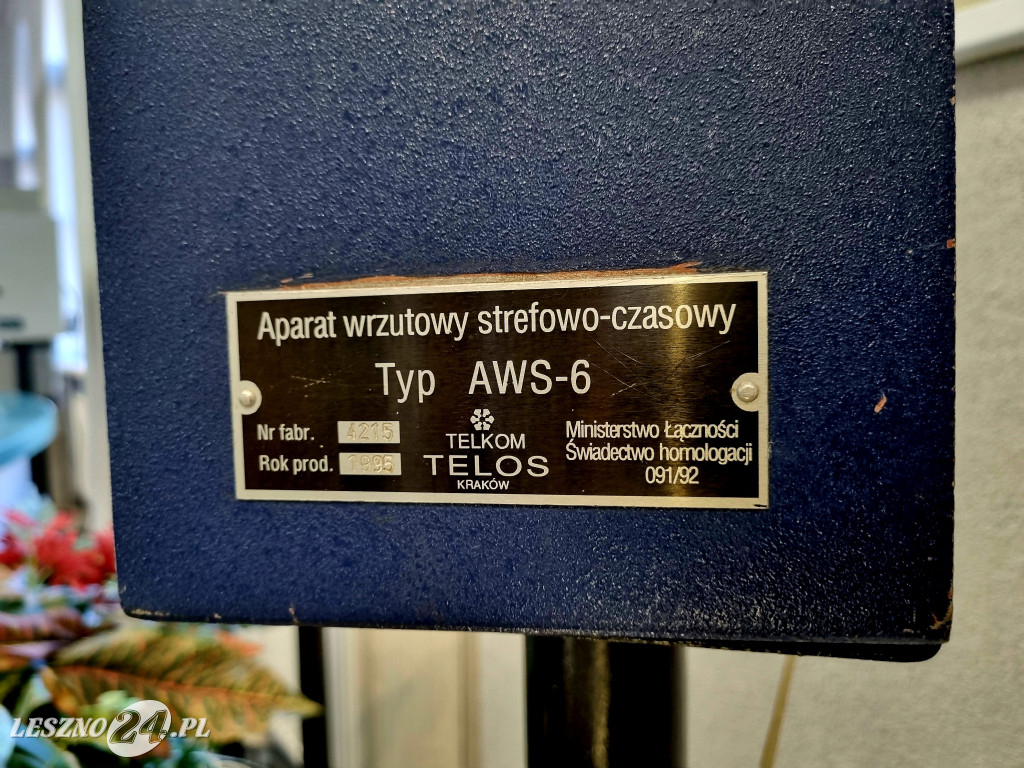 Aparat wrzutowy strefowo-czasowy
Typ AWS-6
Nr fabr. 4215
Rok prod. 1995
TELKOM
TELOS
KRAKÓW
Ministerstwo Łączności
Świadectwo homologacji
091/92
LESZNO24.PL